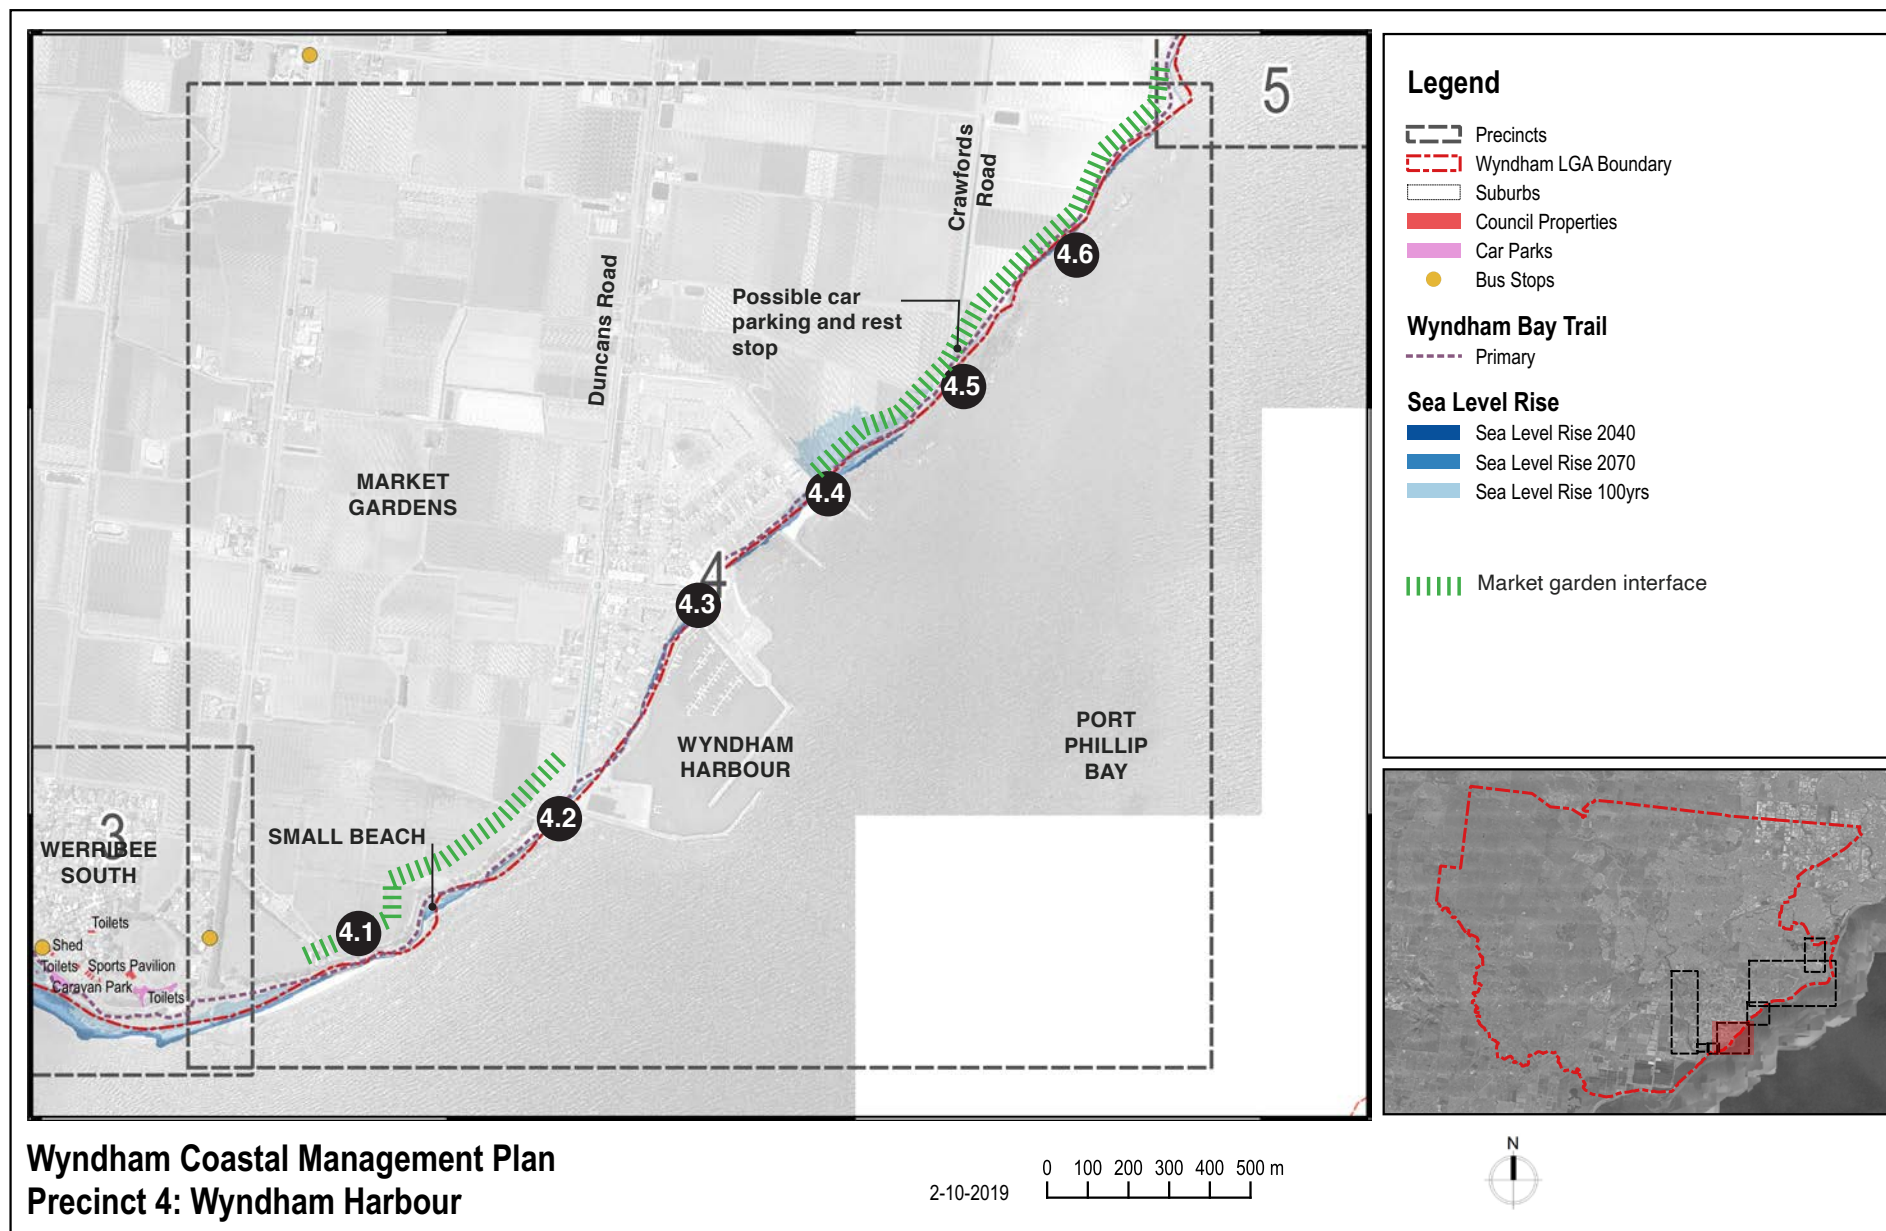 5
Crawfords
Road
4.6
Duncans Road
Possible car
parking and rest
stop
4.5
MARKET
GARDENS
4.4
4
4.3
WYNDHAM
HARBOUR
PORT
PHILLIP
BAY
4.2
SMALL BEACH
3
WERRIBEE
SOUTH
4.1
Toilets
Shed
Toilets
Sports Pavilion
Caravan Park
Toilets
Legend
Precincts
Wyndham LGA Boundary
Suburbs
Council Properties
Car Parks
Bus Stops
Wyndham Bay Trail
Primary
Sea Level Rise
Sea Level Rise 2040
Sea Level Rise 2070
Sea Level Rise 100yrs
Market garden interface
Wyndham Coastal Management Plan
Precinct 4: Wyndham Harbour
2-10-2019
0 100 200 300 400 500 m
N